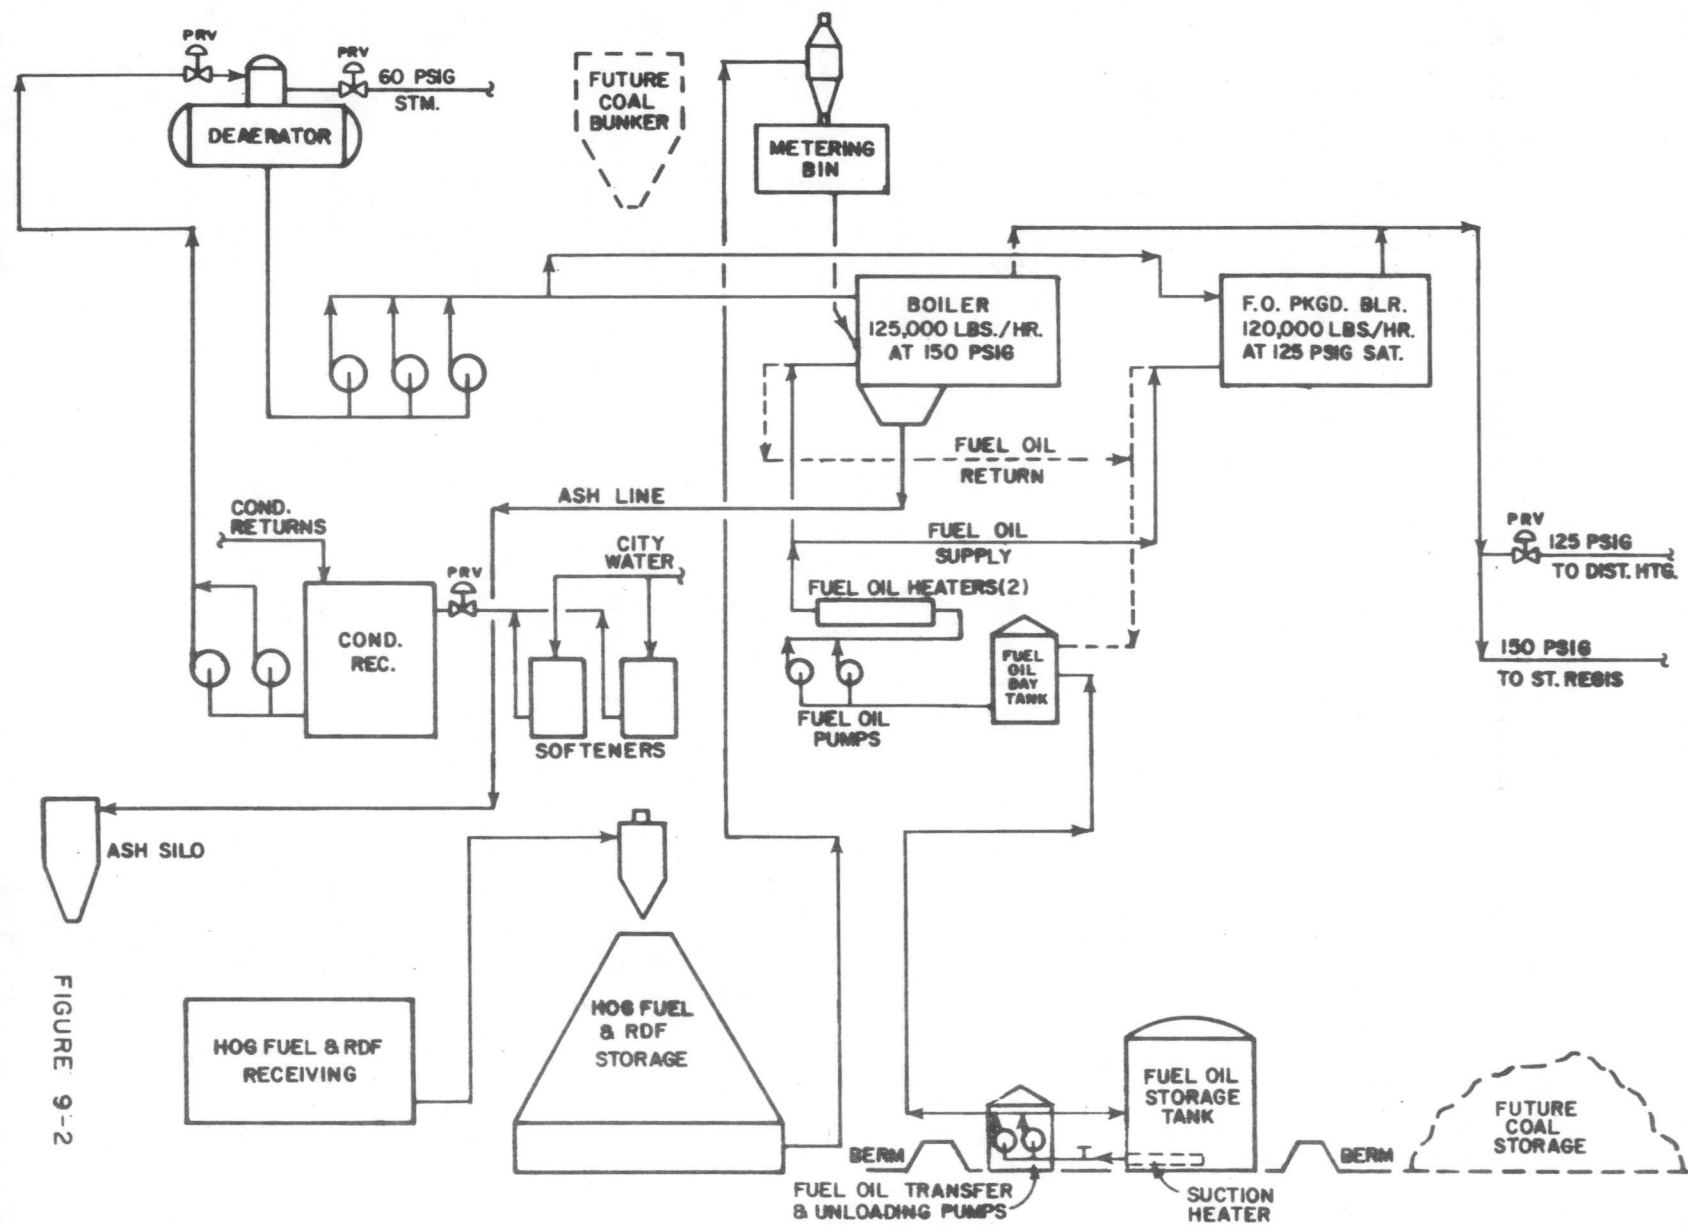 PRV
PRV
60 PSIG
STM.
DEAERATOR
FUTURE
COAL
BUNKER
METERING
BIN
BOILER
125,000 LBS./HR.
AT 150 PSIG
F.O. PKGD. BLR.
120,000 LBS./HR.
AT 125 PSIG SAT.
FUEL OIL
RETURN
ASH LINE
COND.
RETURNS
FUEL OIL
SUPPLY
CITY
WATER
PRV
PRV
125 PSIG
TO DIST. HTG.
FUEL OIL HEATERS(2)
COND.
REC.
FUEL
OIL
DAY
TANK
150 PSIG
TO ST. REGIS
FUEL OIL
PUMPS
SOFTENERS
ASH SILO
FIGURE 9-2
HOG FUEL & RDF
RECEIVING
HOG FUEL
& RDF
STORAGE
FUEL OIL
STORAGE
TANK
FUTURE
COAL
STORAGE
BERM
T
BERM
FUEL OIL TRANSFER
& UNLOADING PUMPS
SUCTION
HEATER